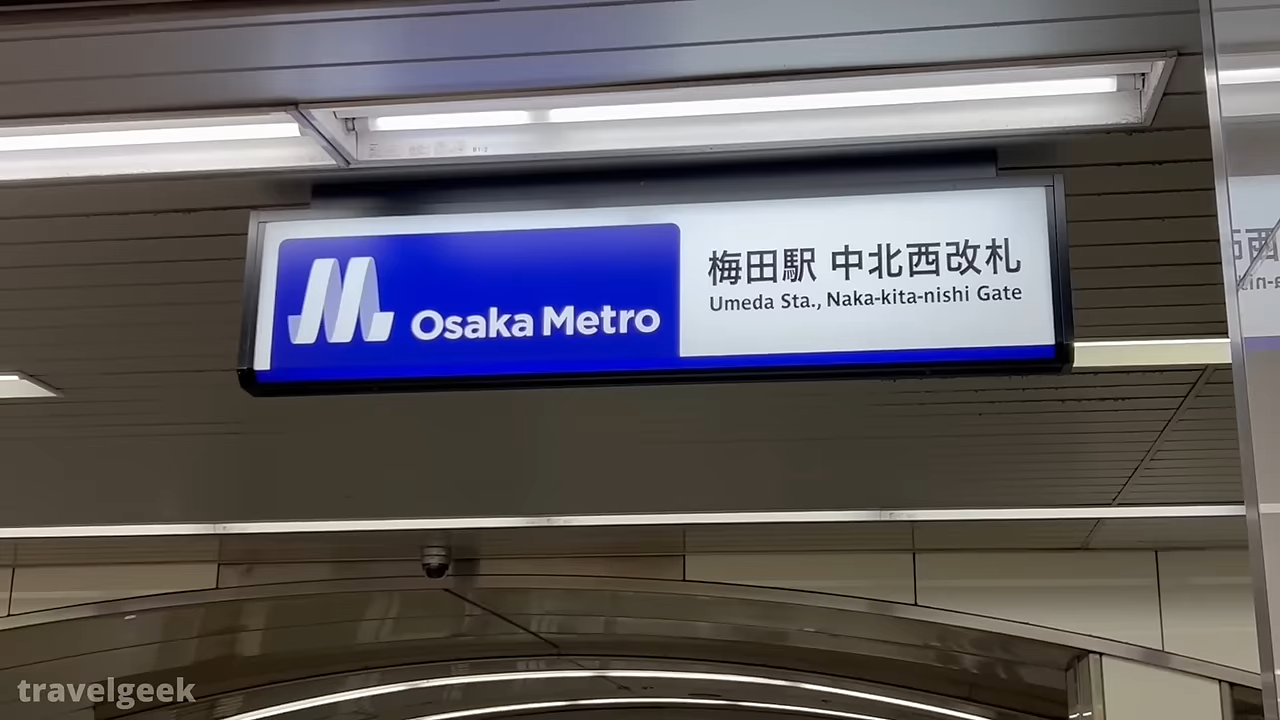 Osaka Metro
梅田駅 中北西改札
Umeda Sta., Naka-kita-nishi Gate
travelgeek